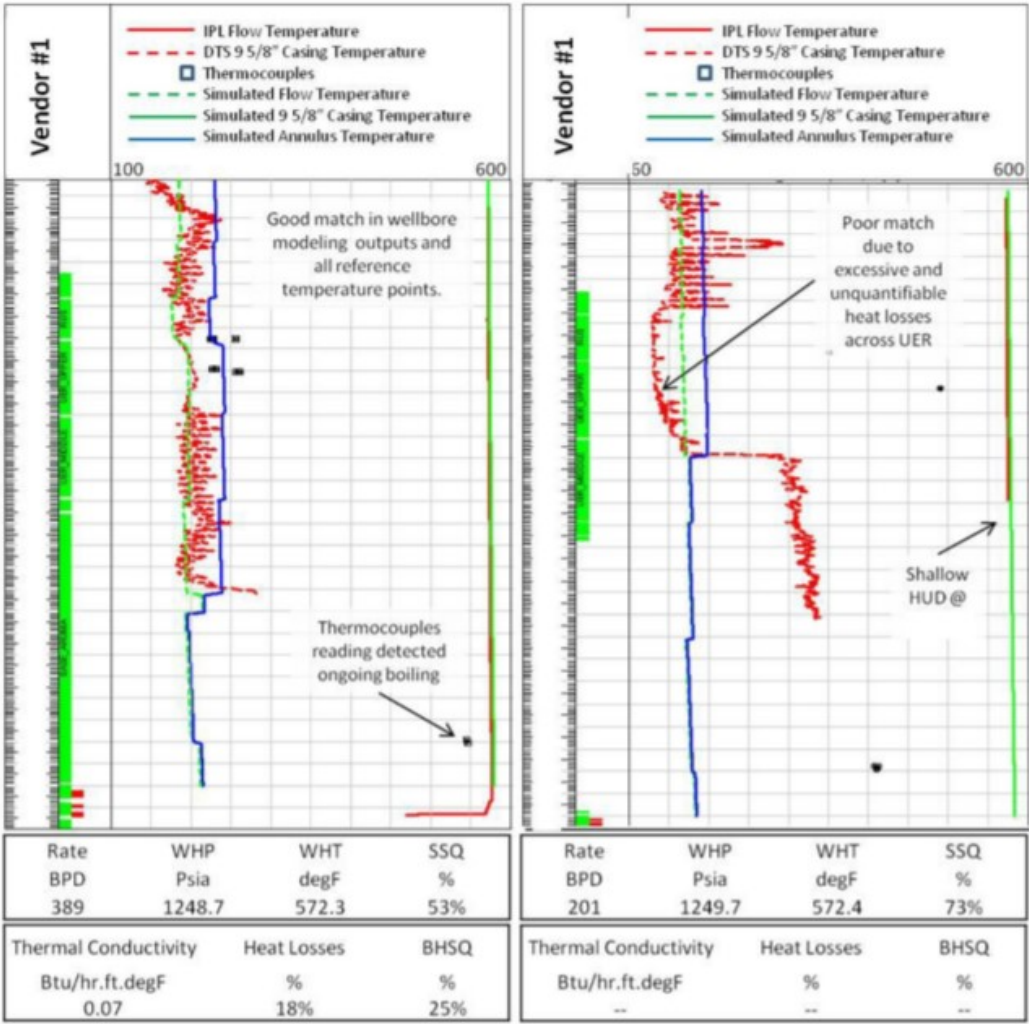 Vendor #1
IPL Flow Temperature
DTS 9 5/8" Casing Temperature
Thermocouples
Simulated Flow Temperature
Simulated 9 5/8" Casing Temperature
Simulated Annulus Temperature
100 600
Good match in wellbore
modeling outputs and
all reference
temperature points.
Thermocouples
reading detected
ongoing boiling
Rate WHP WHT SSQ
BPD Psia degF %
389 1248.7 572.3 53%
Thermal Conductivity Heat Losses BHSQ
Btu/hr.ft.degF % %
0.07 18% 25%
Vendor #1
IPL Flow Temperature
DTS 9 5/8" Casing Temperature
Thermocouples
Simulated Flow Temperature
Simulated 9 5/8" Casing Temperature
Simulated Annulus Temperature
50 600
Poor match
due to
excessive and
unquantifiable
heat losses
across UER
Shallow
HUD @
Rate WHP WHT SSQ
BPD Psia degF %
201 1249.7 572.4 73%
Thermal Conductivity Heat Losses BHSQ
Btu/hr.ft.degF % %
-- -- --